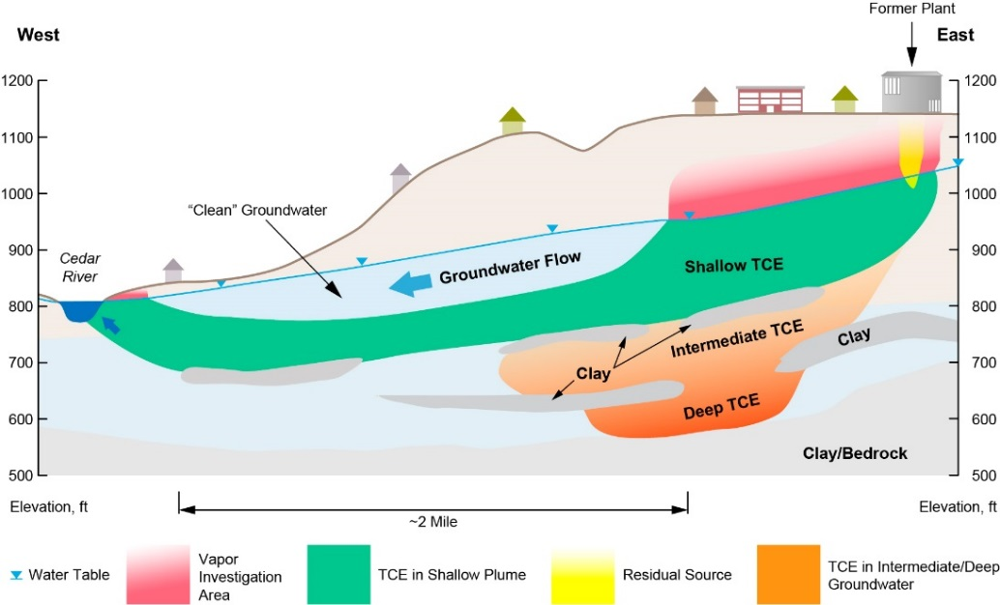 Former Plant
West
East
1200
1200
1100
1100
1000
1000
"Clean" Groundwater
900
900
Cedar
River
Groundwater Flow
Shallow TCE
800
800
Intermediate TCE
Clay
700
700
Clay
Deep TCE
600
600
Clay/Bedrock
500
500
Elevation, ft
Elevation, ft
~2 Mile
Water Table
Vapor
Investigation
Area
TCE in Shallow Plume
Residual Source
TCE in Intermediate/Deep
Groundwater